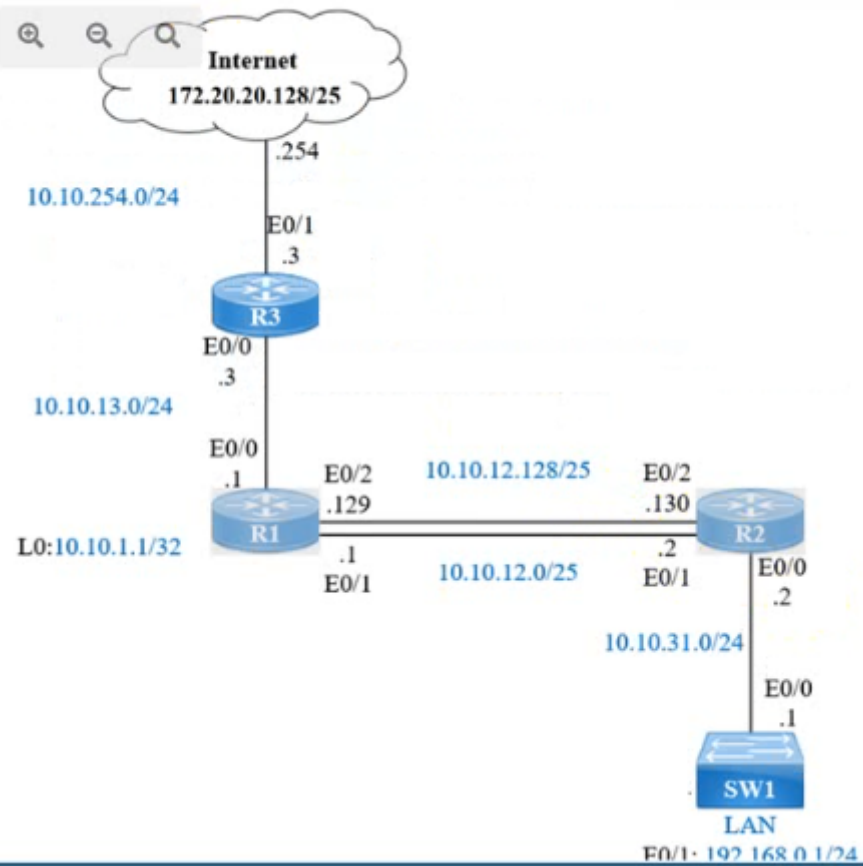 Internet
172.20.20.128/25
.254
10.10.254.0/24
E0/1
.3
R3
E0/0
.3
10.10.13.0/24
E0/0
.1
E0/2
10.10.12.128/25
E0/2
.129
.130
R1
R2
L0:10.10.1.1/32
.1
.2
E0/1
10.10.12.0/25
E0/1
E0/0
.2
10.10.31.0/24
E0/0
.1
SW1
LAN
E0/1: 192.168.0.1/24